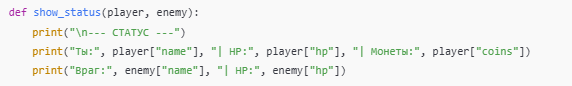 def show_status(player, enemy):
    print("\n--- СТАТУС ---")
    print("Ты:", player["name"], "| HP:", player["hp"], "| Монеты:", player["coins"])
    print("Враг:", enemy["name"], "| HP:", enemy["hp"])